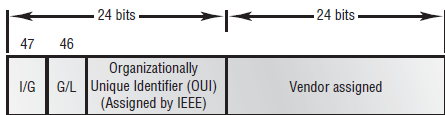 24 bits
24 bits
47
46
I/G
G/L
Organizationally
Unique Identifier (OUI)
(Assigned by IEEE)
Vendor assigned